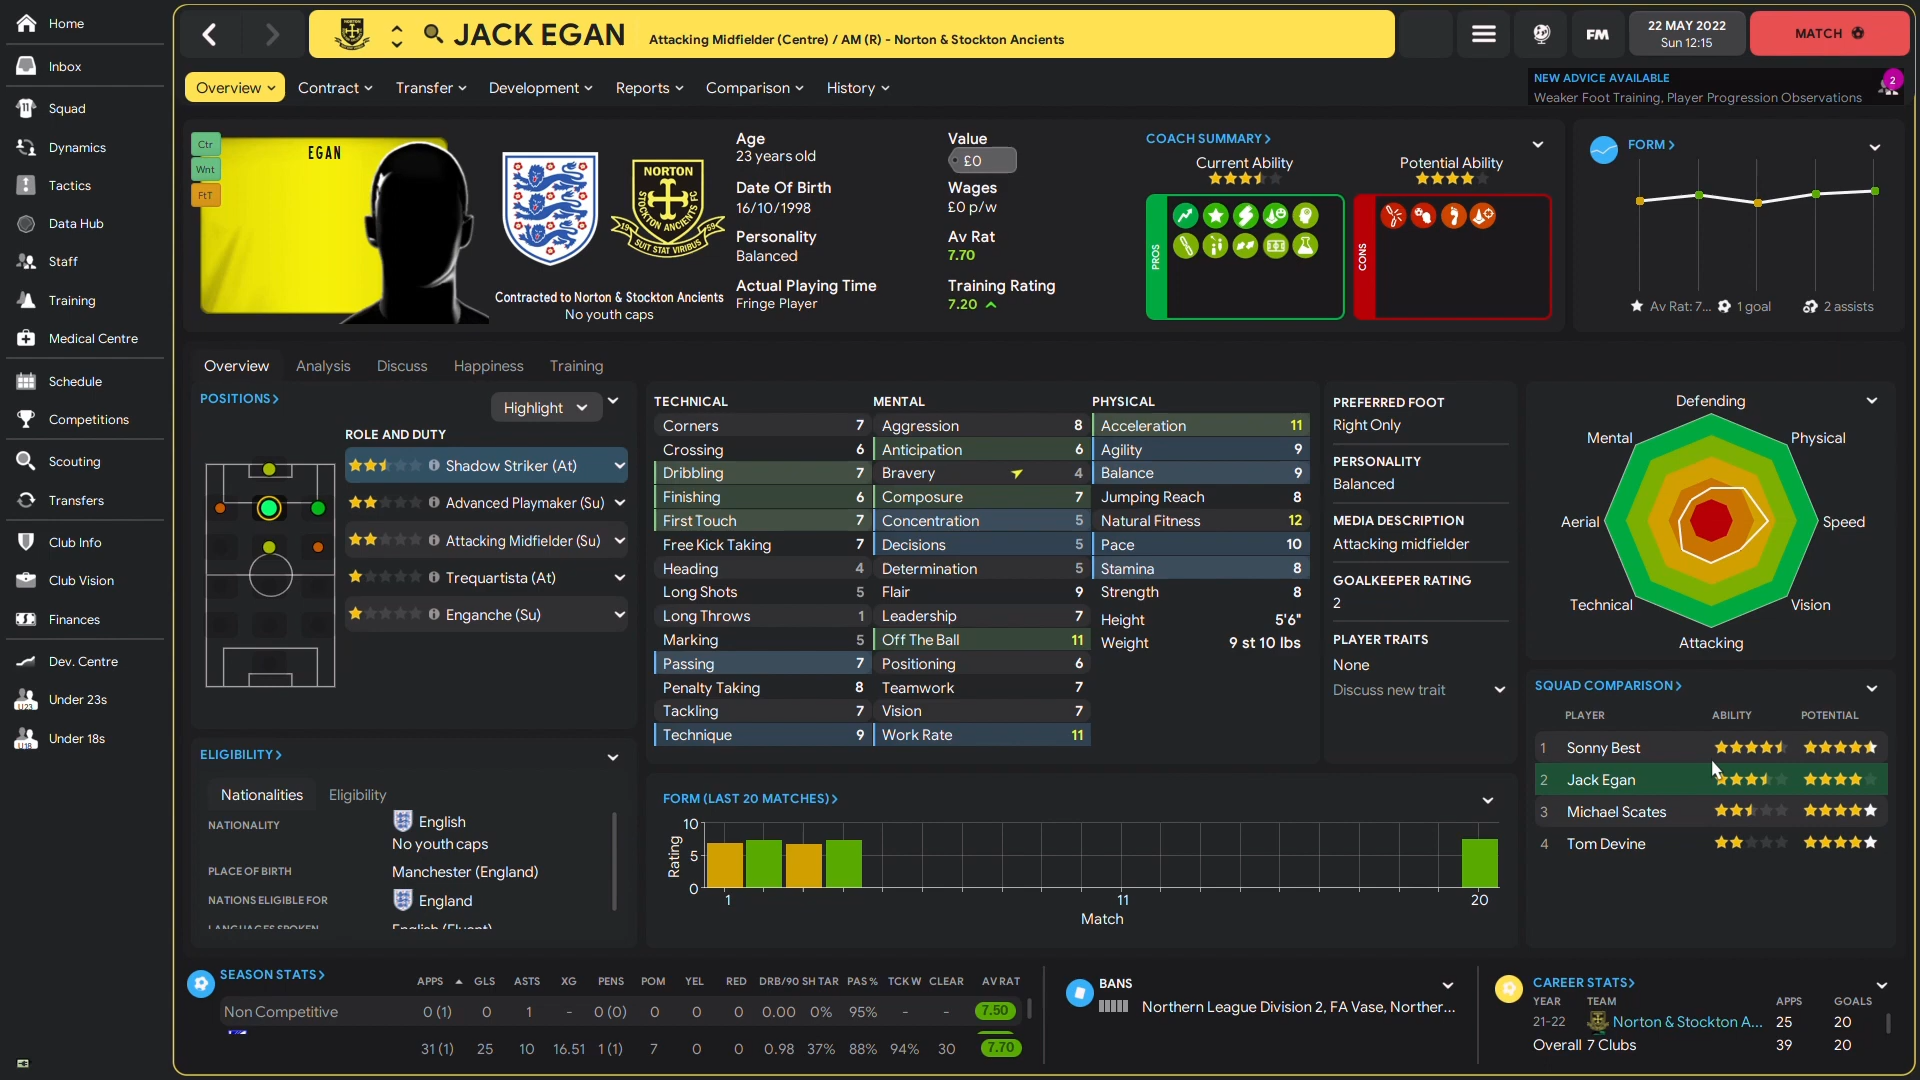 Home
Inbox
Squad
Dynamics
Tactics
Data Hub
Staff
Training
Medical Centre
Schedule
Competitions
Scouting
Transfers
Club Info
Club Vision
Finances
Dev. Centre
U23 Under 23s
U18 Under 18s
NORTON
JACK EGAN Attacking Midfielder (Centre) / AM (R) - Norton & Stockton Ancients
FM
22 MAY 2022
Sun 12:15
MATCH
Overview Contract Transfer Development Reports Comparison History
NEW ADVICE AVAILABLE 2
Weaker Foot Training, Player Progression Observations
Ctr
Wnt
FtT
EGAN
NORTON
STOCKTON ANCIENTS FC
SUIT STAT VIRIBUS
Contracted to Norton & Stockton Ancients
No youth caps
Age
23 years old
Date Of Birth
16/10/1998
Personality
Balanced
Actual Playing Time
Fringe Player
Value
£0
Wages
£0 p/w
Av Rat
7.70
Training Rating
7.20
COACH SUMMARY
Current Ability Potential Ability
PROS CONS
FORM
Av Rat: 7... 1 goal 2 assists
Overview Analysis Discuss Happiness Training
POSITIONS
Highlight
ROLE AND DUTY
Shadow Striker (At)
Advanced Playmaker (Su)
Attacking Midfielder (Su)
Trequartista (At)
Enganche (Su)
ELIGIBILITY
Nationalities Eligibility
NATIONALITY English
No youth caps
PLACE OF BIRTH Manchester (England)
NATIONS ELIGIBLE FOR England
LANGUAGES SPOKEN English (Fluent)
TECHNICAL
Corners 7
Crossing 6
Dribbling 7
Finishing 6
First Touch 7
Free Kick Taking 7
Heading 4
Long Shots 5
Long Throws 1
Marking 5
Passing 7
Penalty Taking 8
Tackling 7
Technique 9
MENTAL
Aggression 8
Anticipation 6
Bravery 4
Composure 7
Concentration 5
Decisions 5
Determination 5
Flair 9
Leadership 7
Off The Ball 11
Positioning 6
Teamwork 7
Vision 7
Work Rate 11
PHYSICAL
Acceleration 11
Agility 9
Balance 9
Jumping Reach 8
Natural Fitness 12
Pace 10
Stamina 8
Strength 8
Height 5'6"
Weight 9 st 10 lbs
PREFERRED FOOT
Right Only
PERSONALITY
Balanced
MEDIA DESCRIPTION
Attacking midfielder
GOALKEEPER RATING
2
PLAYER TRAITS
None
Discuss new trait
Defending
Mental Physical
Aerial Speed
Technical Vision
Attacking
SQUAD COMPARISON
PLAYER ABILITY POTENTIAL
1 Sonny Best
2 Jack Egan
3 Michael Scates
4 Tom Devine
FORM (LAST 20 MATCHES)
Rating
10
5
0
1 11 20
Match
SEASON STATS APPS GLS ASTS XG PENS POM YEL RED DRB/90 SH TAR PAS % TCK W CLEAR AV RAT
Non Competitive 0 (1) 0 1 - 0 (0) 0 0 0 0.00 0% 95% - - 7.50
31 (1) 25 10 16.51 1 (1) 7 0 0 0.98 37% 88% 94% 30 7.70
BANS
Northern League Division 2, FA Vase, Norther...
CAREER STATS
YEAR TEAM APPS GOALS
21-22 Norton & Stockton A... 25 20
Overall 7 Clubs 39 20